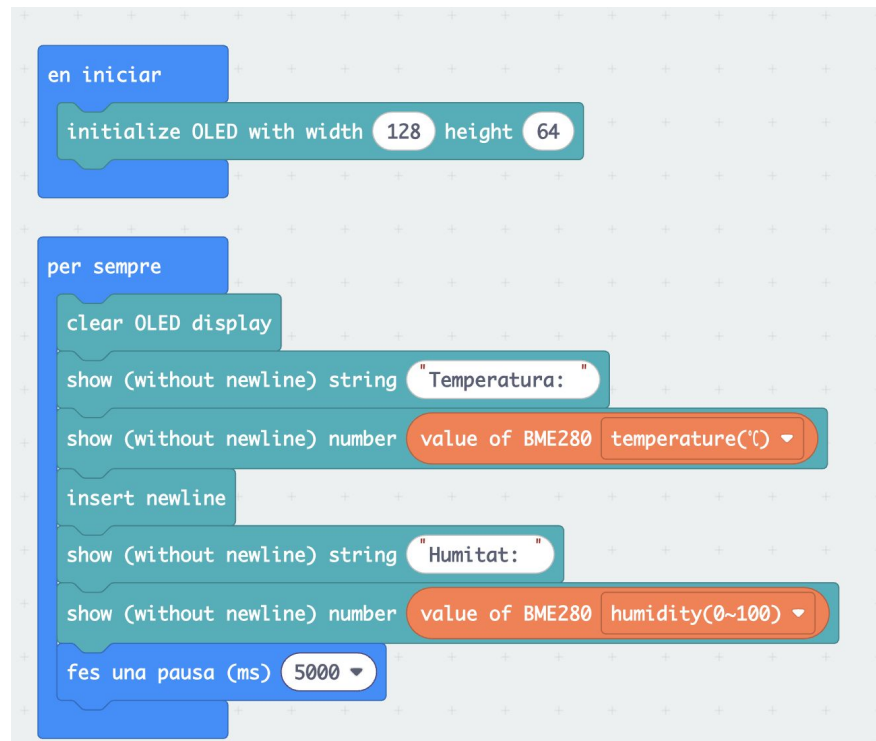 en iniciar
initialize OLED with width 128 height 64
per sempre
clear OLED display
show (without newline) string "Temperatura: "
show (without newline) number value of BME280 temperature(℃)
insert newline
show (without newline) string "Humitat: "
show (without newline) number value of BME280 humidity(0~100)
fes una pausa (ms) 5000